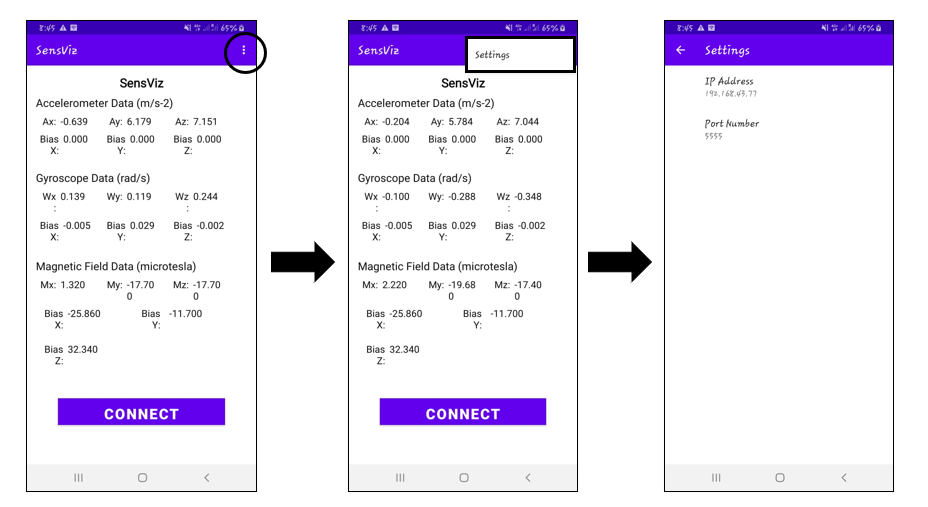 8:45 65%
SensViz
SensViz
Accelerometer Data (m/s-2)
Ax: -0.639 Ay: 6.179 Az: 7.151
Bias X: 0.000 Bias Y: 0.000 Bias Z: 0.000
Gyroscope Data (rad/s)
Wx: 0.139 Wy: 0.119 Wz: 0.244
Bias X: -0.005 Bias Y: 0.029 Bias Z: -0.002
Magnetic Field Data (microtesla)
Mx: 1.320 My: -17.700 Mz: -17.700
Bias X: -25.860 Bias Y: -11.700
Bias Z: 32.340
CONNECT
8:45 65%
SensViz
Settings
SensViz
Accelerometer Data (m/s-2)
Ax: -0.204 Ay: 5.784 Az: 7.044
Bias X: 0.000 Bias Y: 0.000 Bias Z: 0.000
Gyroscope Data (rad/s)
Wx: -0.100 Wy: -0.288 Wz: -0.348
Bias X: -0.005 Bias Y: 0.029 Bias Z: -0.002
Magnetic Field Data (microtesla)
Mx: 2.220 My: -19.680 Mz: -17.400
Bias X: -25.860 Bias Y: -11.700
Bias Z: 32.340
CONNECT
8:45 65%
Settings
IP Address
192.168.43.77
Port Number
5555